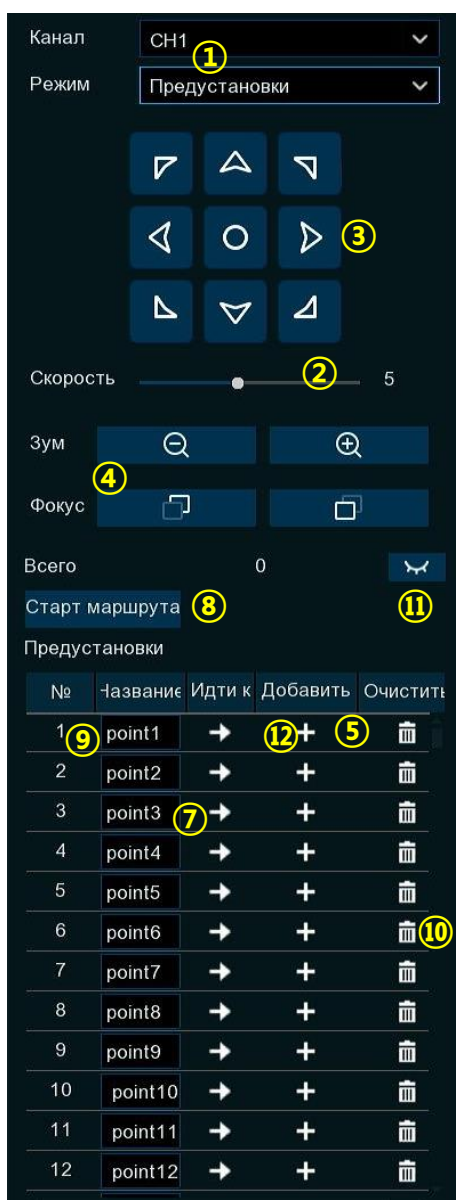 Канал CH1
①
Режим Предустановки
③
Скорость ② 5
Зум
④
Фокус
Всего 0
Старт маршрута ⑧ ⑪
Предустановки
№ Название Идти к Добавить Очистить
1 ⑨ point1 ⑫ ⑤
2 point2
3 point3 ⑦
4 point4
5 point5
6 point6 ⑩
7 point7
8 point8
9 point9
10 point10
11 point11
12 point12